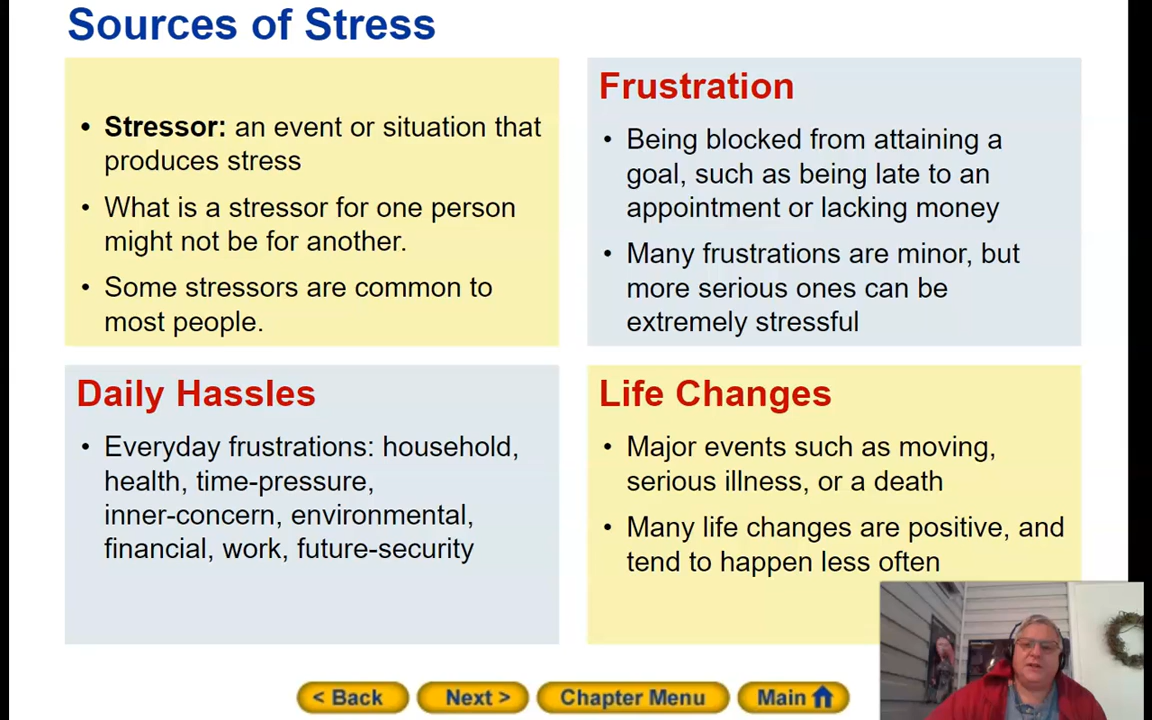 Sources of Stress
• Stressor: an event or situation that
produces stress
• What is a stressor for one person
might not be for another.
• Some stressors are common to
most people.
Frustration
• Being blocked from attaining a
goal, such as being late to an
appointment or lacking money
• Many frustrations are minor, but
more serious ones can be
extremely stressful
Daily Hassles
• Everyday frustrations: household,
health, time-pressure,
inner-concern, environmental,
financial, work, future-security
Life Changes
• Major events such as moving,
serious illness, or a death
• Many life changes are positive, and
tend to happen less often
< Back
Next >
Chapter Menu
Main